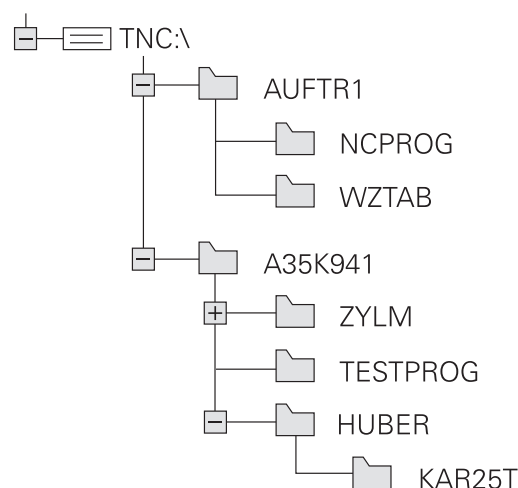 TNC:\
AUFTR1
NCPROG
WZTAB
A35K941
ZYLM
TESTPROG
HUBER
KAR25T